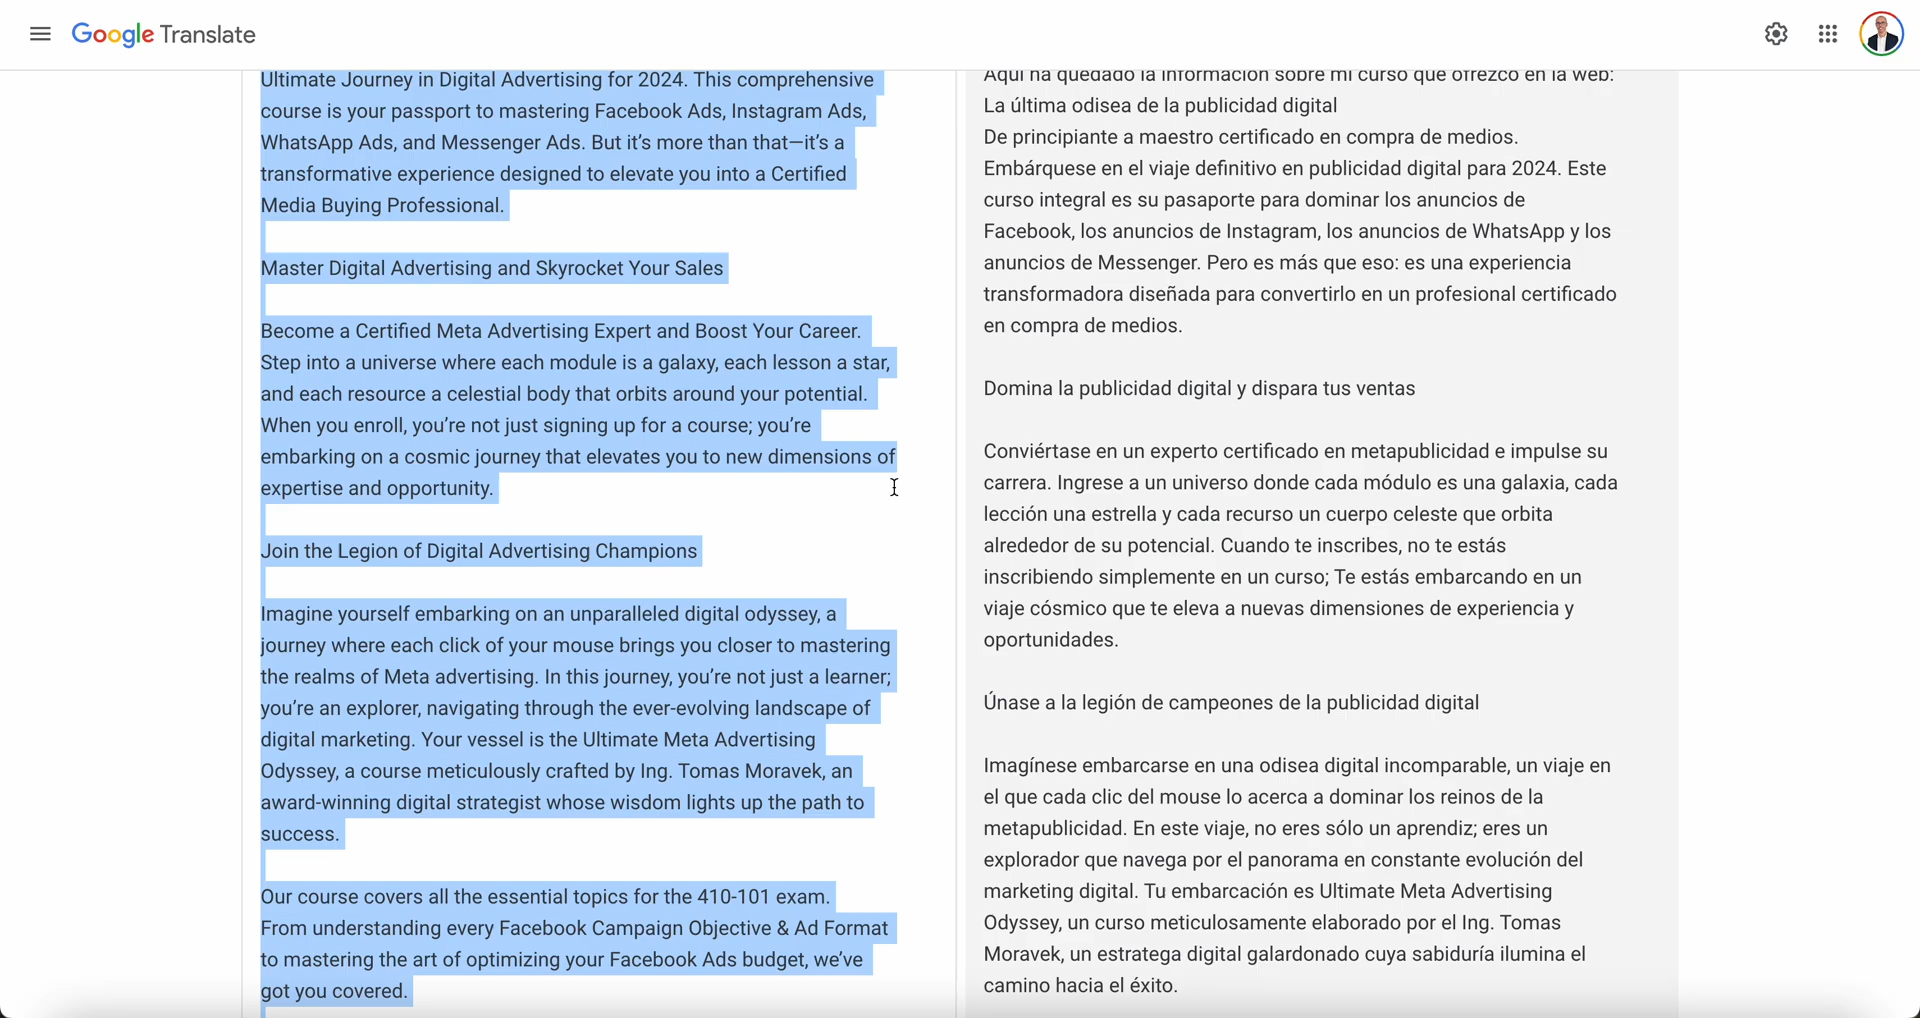 Google Translate
Ultimate Journey in Digital Advertising for 2024. This comprehensive
course is your passport to mastering Facebook Ads, Instagram Ads,
WhatsApp Ads, and Messenger Ads. But it’s more than that—it’s a
transformative experience designed to elevate you into a Certified
Media Buying Professional.
Master Digital Advertising and Skyrocket Your Sales
Become a Certified Meta Advertising Expert and Boost Your Career.
Step into a universe where each module is a galaxy, each lesson a star,
and each resource a celestial body that orbits around your potential.
When you enroll, you’re not just signing up for a course; you’re
embarking on a cosmic journey that elevates you to new dimensions of
expertise and opportunity.
Join the Legion of Digital Advertising Champions
Imagine yourself embarking on an unparalleled digital odyssey, a
journey where each click of your mouse brings you closer to mastering
the realms of Meta advertising. In this journey, you’re not just a learner;
you’re an explorer, navigating through the ever-evolving landscape of
digital marketing. Your vessel is the Ultimate Meta Advertising
Odyssey, a course meticulously crafted by Ing. Tomas Moravek, an
award-winning digital strategist whose wisdom lights up the path to
success.
Our course covers all the essential topics for the 410-101 exam.
From understanding every Facebook Campaign Objective & Ad Format
to mastering the art of optimizing your Facebook Ads budget, we’ve
got you covered.
Aquí ha quedado la información sobre mi curso que ofrezco en la web:
La última odisea de la publicidad digital
De principiante a maestro certificado en compra de medios.
Embárquese en el viaje definitivo en publicidad digital para 2024. Este
curso integral es su pasaporte para dominar los anuncios de
Facebook, los anuncios de Instagram, los anuncios de WhatsApp y los
anuncios de Messenger. Pero es más que eso: es una experiencia
transformadora diseñada para convertirlo en un profesional certificado
en compra de medios.
Domina la publicidad digital y dispara tus ventas
Conviértase en un experto certificado en metapublicidad e impulse su
carrera. Ingrese a un universo donde cada módulo es una galaxia, cada
lección una estrella y cada recurso un cuerpo celeste que orbita
alrededor de su potencial. Cuando te inscribes, no te estás
inscribiendo simplemente en un curso; Te estás embarcando en un
viaje cósmico que te eleva a nuevas dimensiones de experiencia y
oportunidades.
Únase a la legión de campeones de la publicidad digital
Imagínese embarcarse en una odisea digital incomparable, un viaje en
el que cada clic del mouse lo acerca a dominar los reinos de la
metapublicidad. En este viaje, no eres sólo un aprendiz; eres un
explorador que navega por el panorama en constante evolución del
marketing digital. Tu embarcación es Ultimate Meta Advertising
Odyssey, un curso meticulosamente elaborado por el Ing. Tomas
Moravek, un estratega digital galardonado cuya sabiduría ilumina el
camino hacia el éxito.